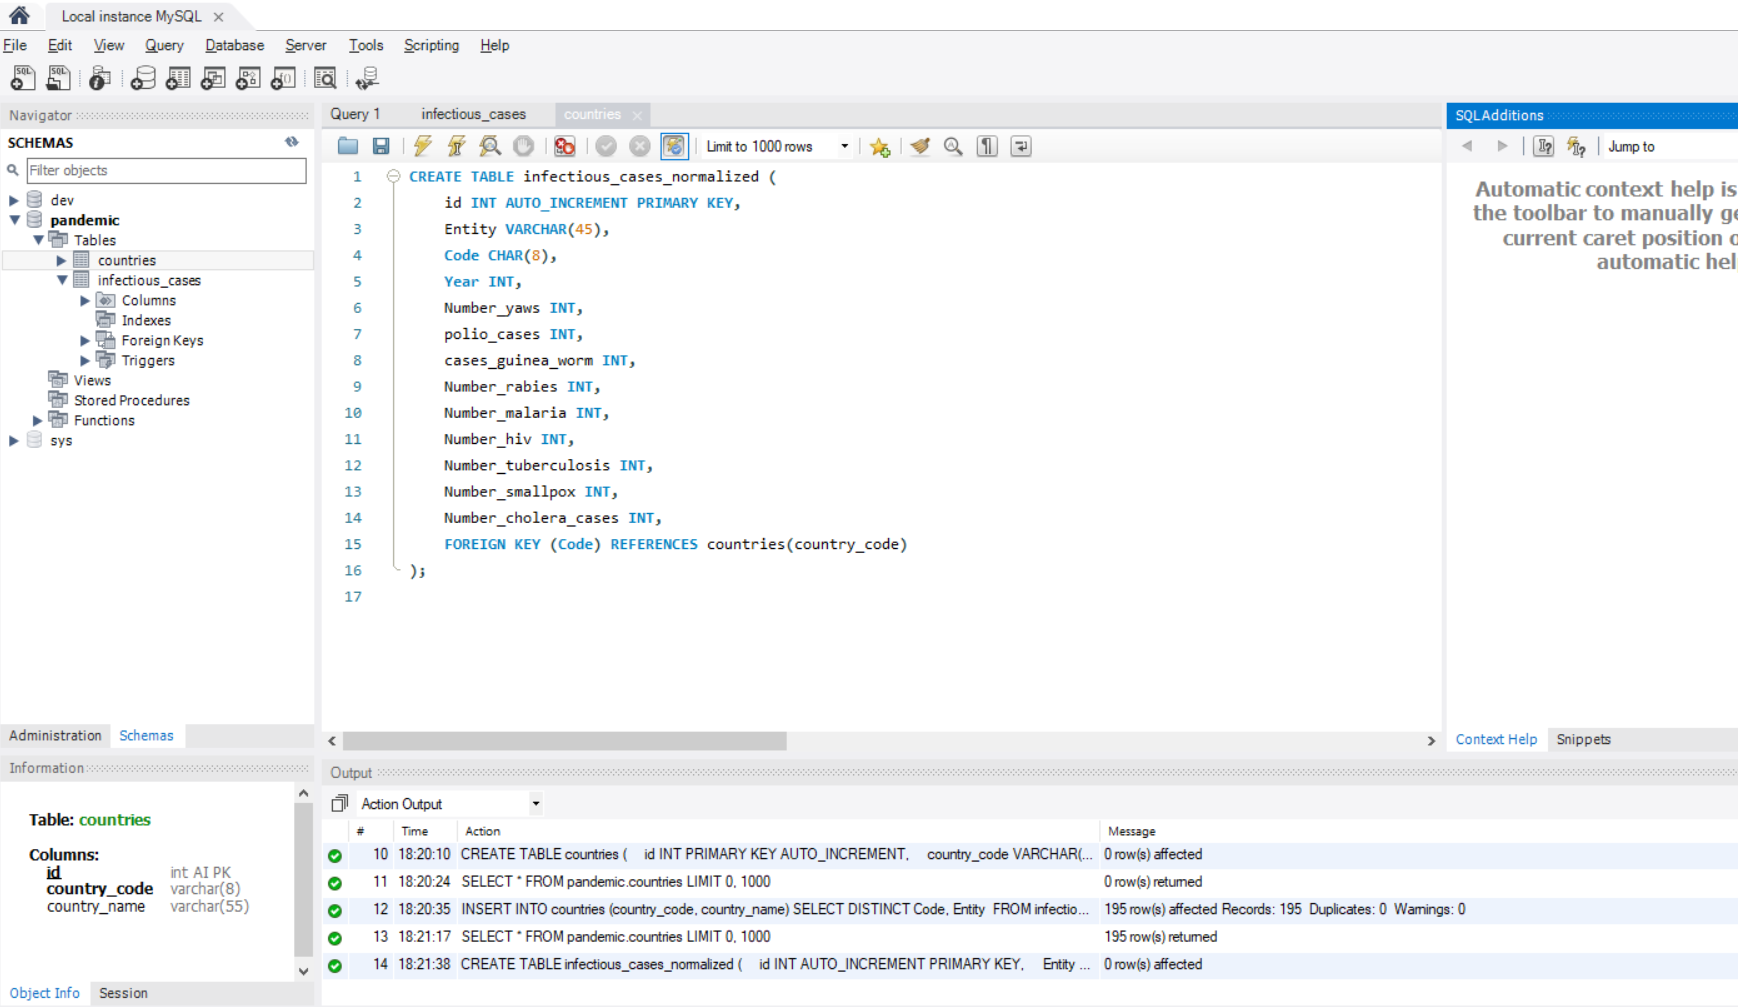 Local instance MySQL
File Edit View Query Database Server Tools Scripting Help
Navigator
SCHEMAS
Filter objects
dev
pandemic
Tables
countries
infectious_cases
Columns
Indexes
Foreign Keys
Triggers
Views
Stored Procedures
Functions
sys
Administration Schemas
Information
Table: countries
Columns:
id int AI PK
country_code varchar(8)
country_name varchar(55)
Object Info Session
Query 1 infectious_cases countries
Limit to 1000 rows
1 CREATE TABLE infectious_cases_normalized (
2 id INT AUTO_INCREMENT PRIMARY KEY,
3 Entity VARCHAR(45),
4 Code CHAR(8),
5 Year INT,
6 Number_yaws INT,
7 polio_cases INT,
8 cases_guinea_worm INT,
9 Number_rabies INT,
10 Number_malaria INT,
11 Number_hiv INT,
12 Number_tuberculosis INT,
13 Number_smallpox INT,
14 Number_cholera_cases INT,
15 FOREIGN KEY (Code) REFERENCES countries(country_code)
16 );
17
SQLAdditions
Jump to
Automatic context help is
the toolbar to manually ge
current caret position o
automatic hel
Context Help Snippets
Output
Action Output
# Time Action Message
10 18:20:10 CREATE TABLE countries ( id INT PRIMARY KEY AUTO_INCREMENT, country_code VARCHAR(... 0 row(s) affected
11 18:20:24 SELECT * FROM pandemic.countries LIMIT 0, 1000 0 row(s) returned
12 18:20:35 INSERT INTO countries (country_code, country_name) SELECT DISTINCT Code, Entity FROM infectio... 195 row(s) affected Records: 195 Duplicates: 0 Warnings: 0
13 18:21:17 SELECT * FROM pandemic.countries LIMIT 0, 1000 195 row(s) returned
14 18:21:38 CREATE TABLE infectious_cases_normalized ( id INT AUTO_INCREMENT PRIMARY KEY, Entity ... 0 row(s) affected